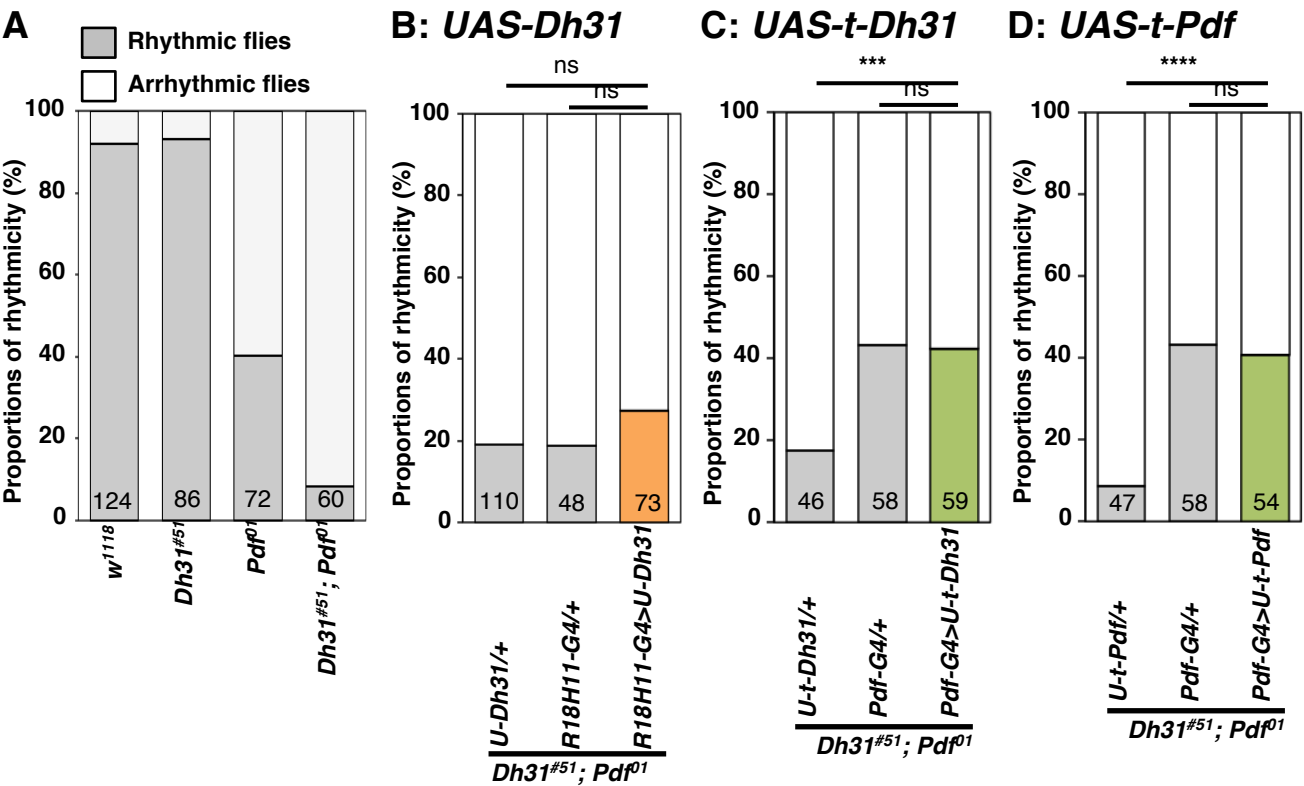 A
Rhythmic flies
Arrhythmic flies
Proportions of rhythmicity (%)
100
80
60
40
20
0
124
86
72
60
w1118
Dh31#51
Pdf01
Dh31#51; Pdf01
B: UAS-Dh31
ns
ns
Proportions of rhythmicity (%)
100
80
60
40
20
0
110
48
73
U-Dh31/+
R18H11-G4/+
R18H11-G4>U-Dh31
Dh31#51; Pdf01
C: UAS-t-Dh31
***
ns
Proportions of rhythmicity (%)
100
80
60
40
20
0
46
58
59
U-t-Dh31/+
Pdf-G4/+
Pdf-G4>U-t-Dh31
Dh31#51; Pdf01
D: UAS-t-Pdf
****
ns
Proportions of rhythmicity (%)
100
80
60
40
20
0
47
58
54
U-t-Pdf/+
Pdf-G4/+
Pdf-G4>U-t-Pdf
Dh31#51; Pdf01